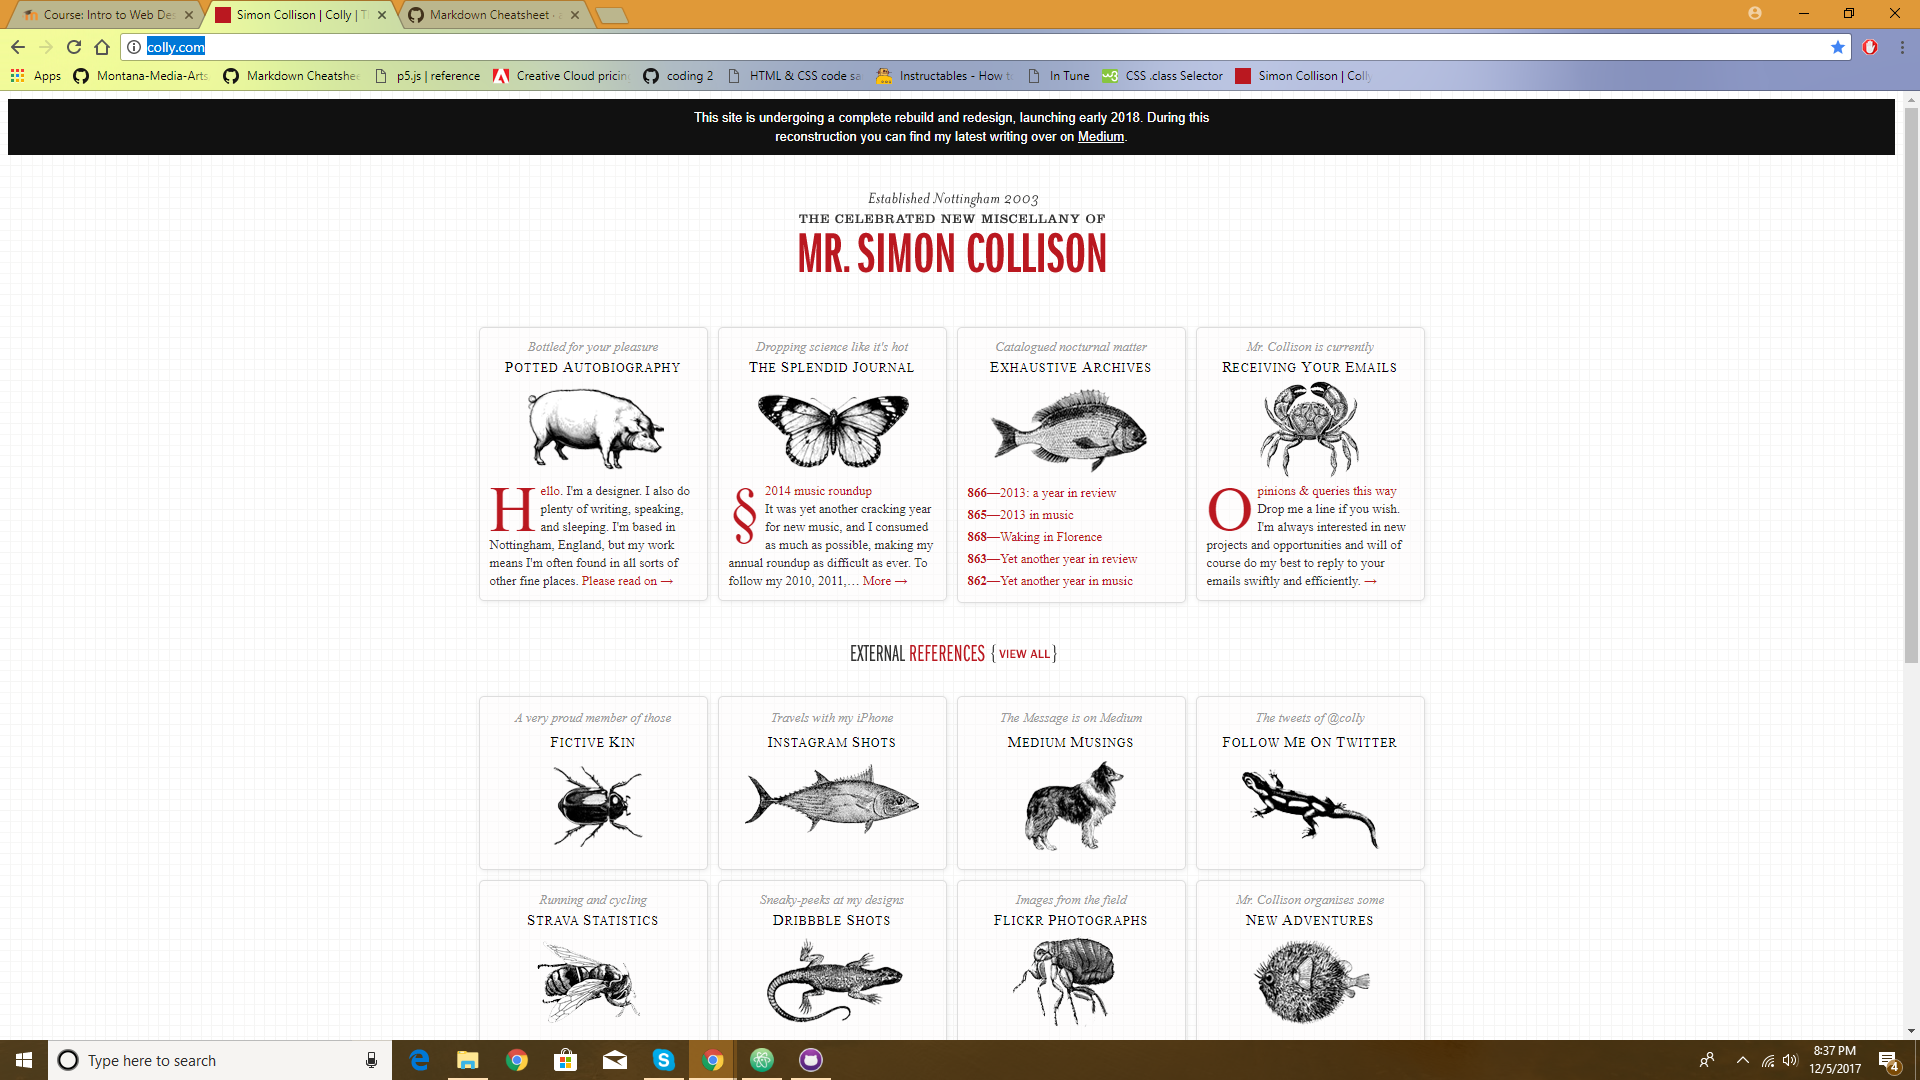 Course: Intro to Web Des
Simon Collison | Colly | T
Markdown Cheatsheet · a
colly.com
Apps
Montana-Media-Arts
Markdown Cheatshe
p5.js | reference
Creative Cloud pricin
coding 2
HTML & CSS code sa
Instructables - How t
In Tune
CSS .class Selector
Simon Collison | Colly
This site is undergoing a complete rebuild and redesign, launching early 2018. During this
reconstruction you can find my latest writing over on Medium.
Established Nottingham 2003
THE CELEBRATED NEW MISCELLANY OF
MR. SIMON COLLISON
Bottled for your pleasure
POTTED AUTOBIOGRAPHY
Hello. I'm a designer. I also do
plenty of writing, speaking,
and sleeping. I'm based in
Nottingham, England, but my work
means I'm often found in all sorts of
other fine places. Please read on →
Dropping science like it's hot
THE SPLENDID JOURNAL
§ 2014 music roundup
It was yet another cracking year
for new music, and I consumed
as much as possible, making my
annual roundup as difficult as ever. To
follow my 2010, 2011,… More →
Catalogued nocturnal matter
EXHAUSTIVE ARCHIVES
866—2013: a year in review
865—2013 in music
868—Waking in Florence
863—Yet another year in review
862—Yet another year in music
Mr. Collison is currently
RECEIVING YOUR EMAILS
Opinions & queries this way
Drop me a line if you wish.
I'm always interested in new
projects and opportunities and will of
course do my best to reply to your
emails swiftly and efficiently. →
EXTERNAL REFERENCES { VIEW ALL }
A very proud member of those
FICTIVE KIN
Travels with my iPhone
INSTAGRAM SHOTS
The Message is on Medium
MEDIUM MUSINGS
The tweets of @colly
FOLLOW ME ON TWITTER
Running and cycling
STRAVA STATISTICS
Sneaky-peeks at my designs
DRIBBBLE SHOTS
Images from the field
FLICKR PHOTOGRAPHS
Mr. Collison organises some
NEW ADVENTURES
Type here to search
8:37 PM
12/5/2017
4